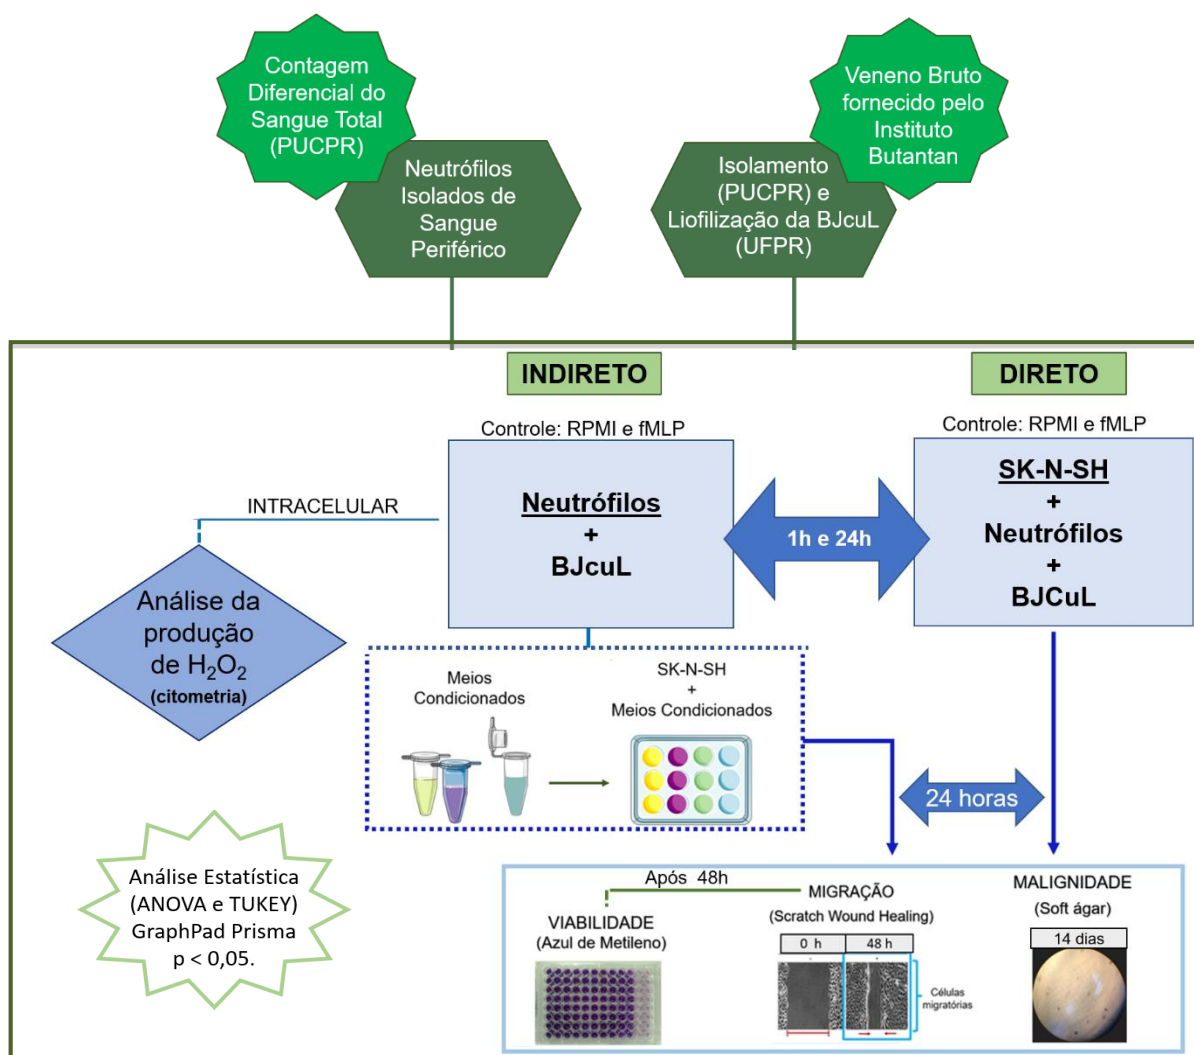 Contagem
Diferencial do
Sangue Total
(PUCPR)
Neutrófilos
Isolados de
Sangue
Periférico
Veneno Bruto
fornecido pelo
Instituto
Butantan
Isolamento
(PUCPR) e
Liofilização da BJcuL
(UFPR)
INDIRETO
DIRETO
Controle: RPMI e fMLP
Controle: RPMI e fMLP
Neutrófilos
+
BJcuL
1h e 24h
SK-N-SH
+
Neutrófilos
+
BJCuL
INTRACELULAR
Análise da
produção
de H₂O₂
(citometria)
Meios
Condicionados
SK-N-SH
+
Meios Condicionados
24 horas
Análise Estatística
(ANOVA e TUKEY)
GraphPad Prisma
p < 0,05.
Após 48h
VIABILIDADE
(Azul de Metileno)
MIGRAÇÃO
(Scratch Wound Healing)
0 h
48 h
Células
migratórias
MALIGNIDADE
(Soft ágar)
14 dias